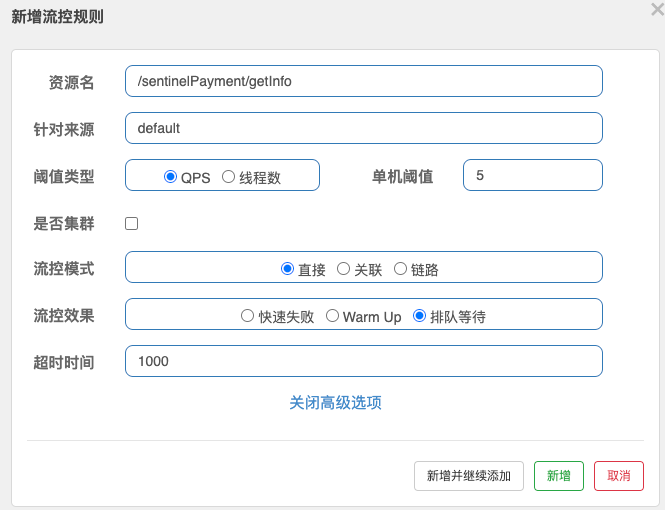 新增流控规则
资源名 /sentinelPayment/getInfo
针对来源 default
阈值类型 QPS 线程数 单机阈值 5
是否集群
流控模式 直接 关联 链路
流控效果 快速失败 Warm Up 排队等待
超时时间 1000
关闭高级选项
新增并继续添加 新增 取消